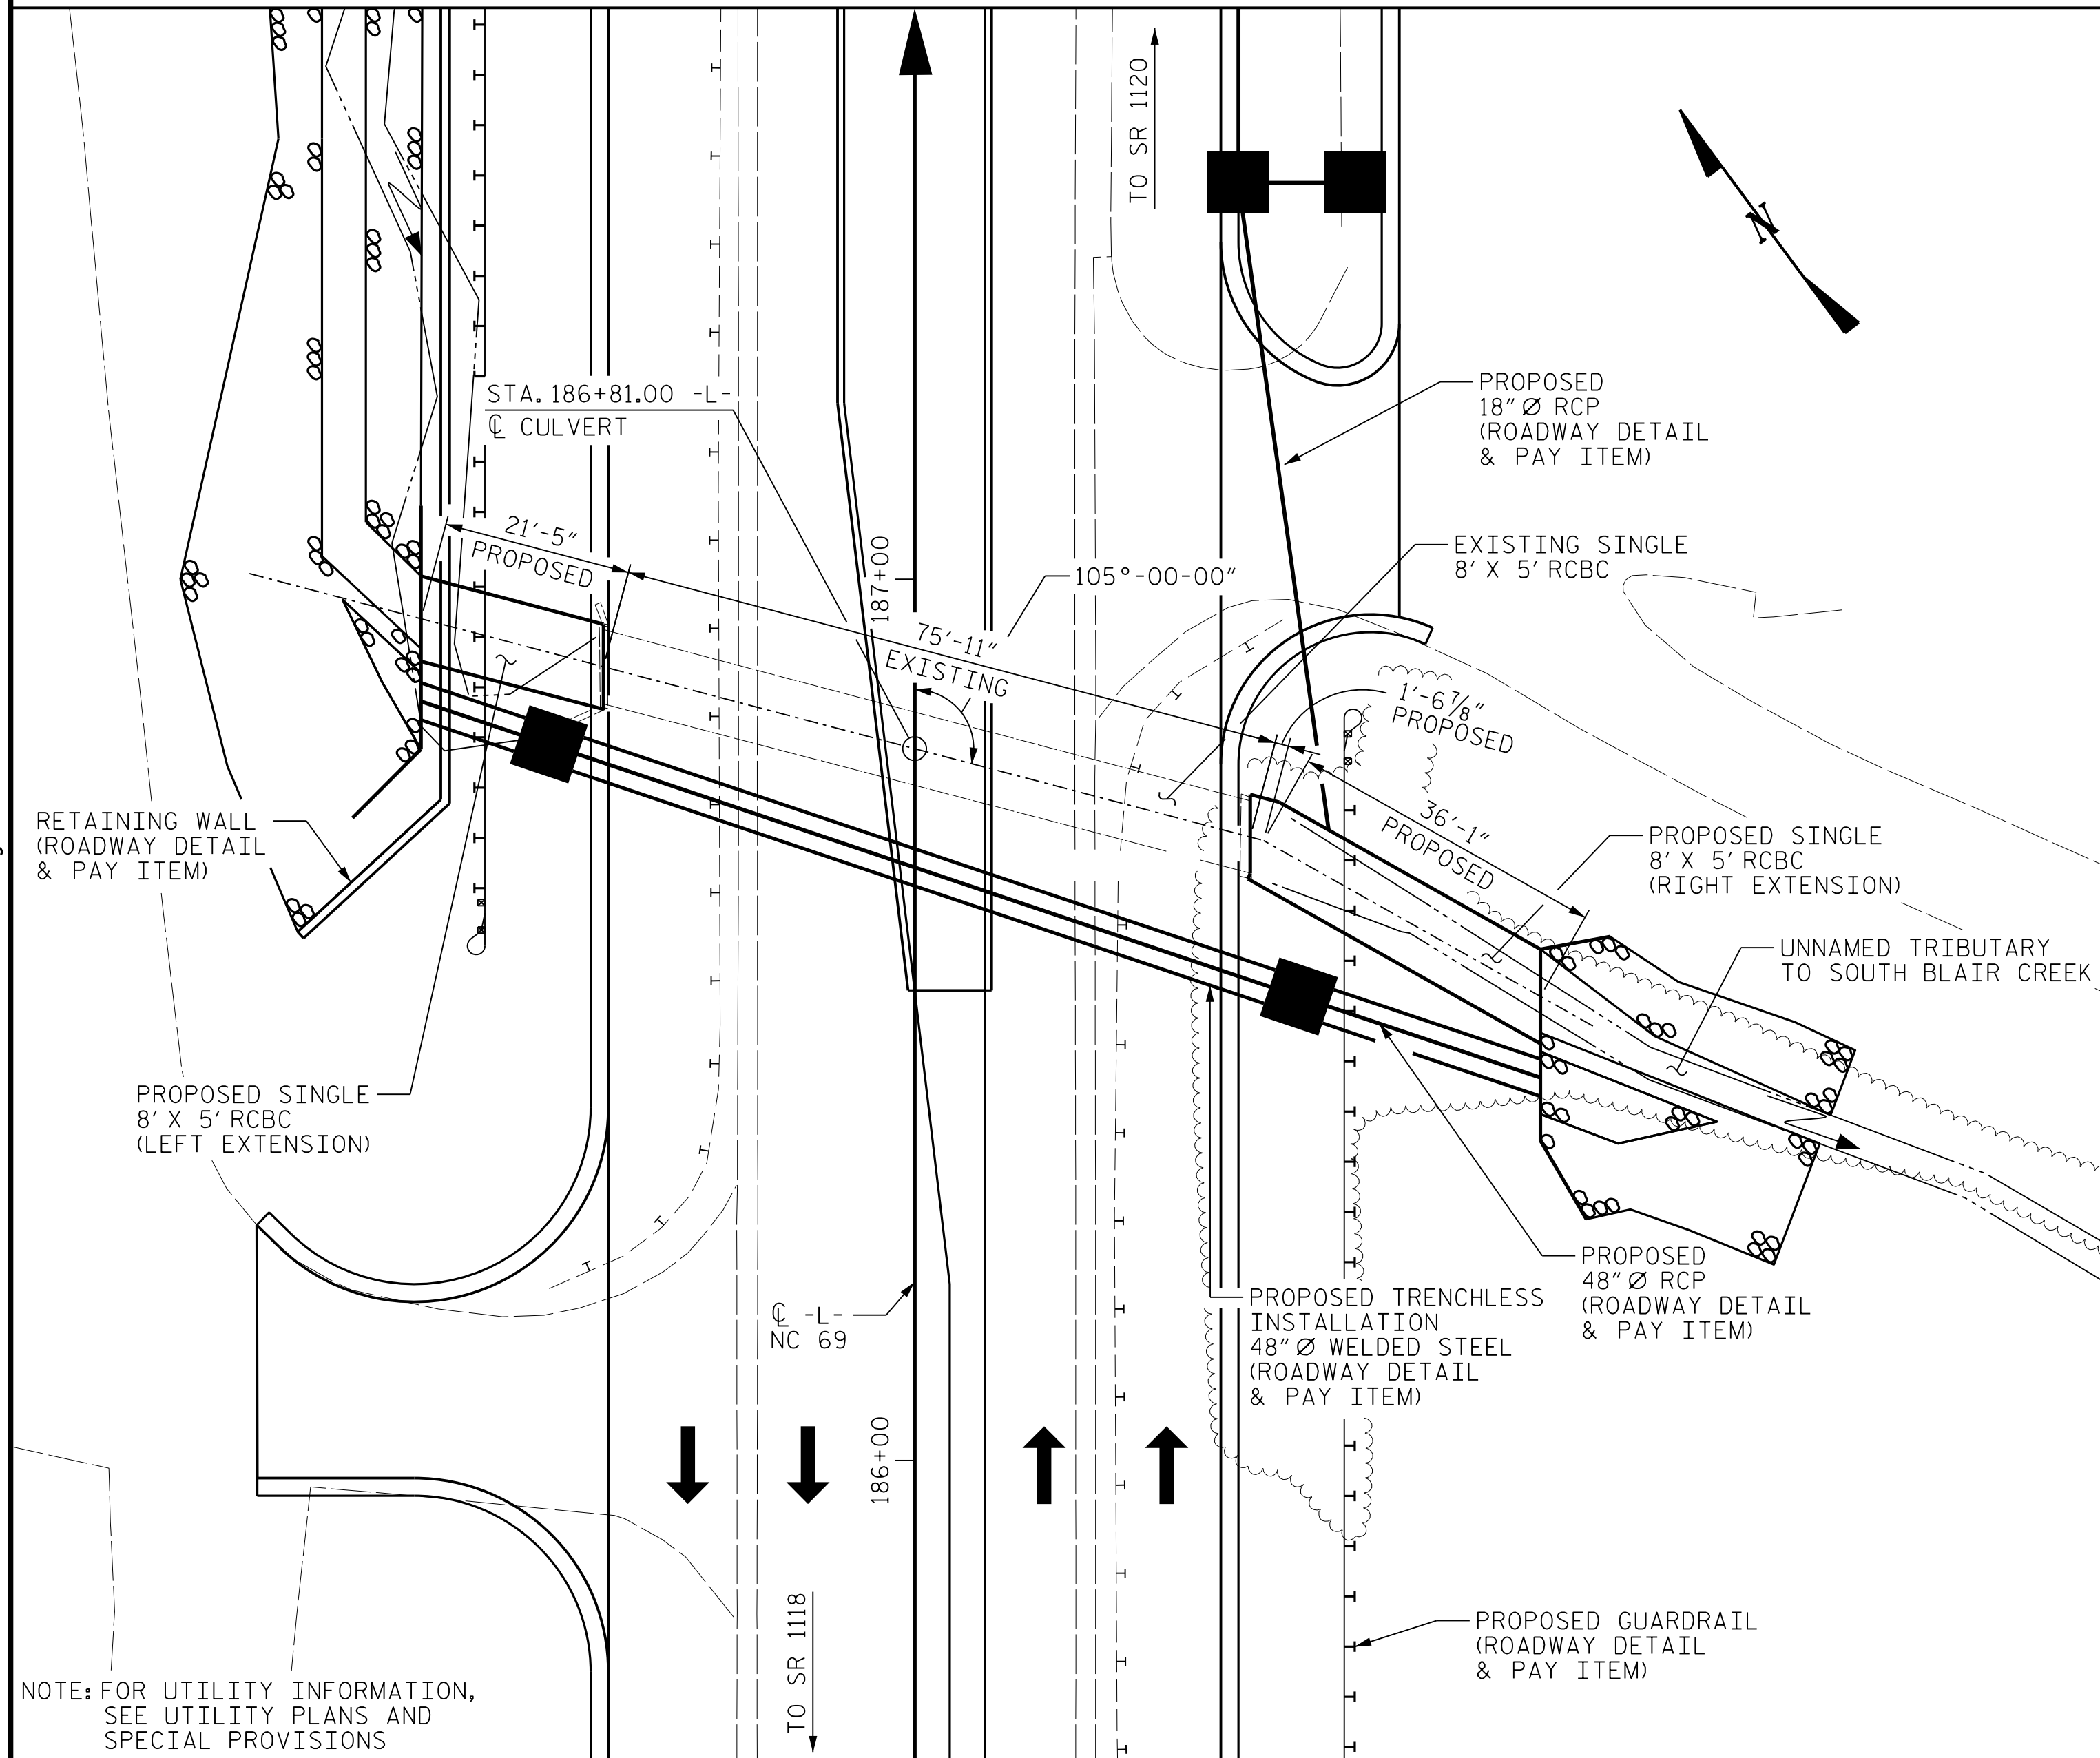 TO SR 1120
N
STA. 186+81.00 -L-
℄ CULVERT
PROPOSED
18"Ø RCP
(ROADWAY DETAIL
& PAY ITEM)
21'-5"
PROPOSED
187+00
105°-00-00"
EXISTING SINGLE
8' X 5' RCBC
75'-11"
EXISTING
1'-6⅞"
PROPOSED
36'-1"
PROPOSED
RETAINING WALL
(ROADWAY DETAIL
& PAY ITEM)
PROPOSED SINGLE
8' X 5' RCBC
(RIGHT EXTENSION)
UNNAMED TRIBUTARY
TO SOUTH BLAIR CREEK
PROPOSED SINGLE
8' X 5' RCBC
(LEFT EXTENSION)
PROPOSED
48"Ø RCP
(ROADWAY DETAIL
& PAY ITEM)
PROPOSED TRENCHLESS
INSTALLATION
48"Ø WELDED STEEL
(ROADWAY DETAIL
& PAY ITEM)
℄ -L-
NC 69
186+00
TO SR 1118
PROPOSED GUARDRAIL
(ROADWAY DETAIL
& PAY ITEM)
NOTE: FOR UTILITY INFORMATION,
SEE UTILITY PLANS AND
SPECIAL PROVISIONS